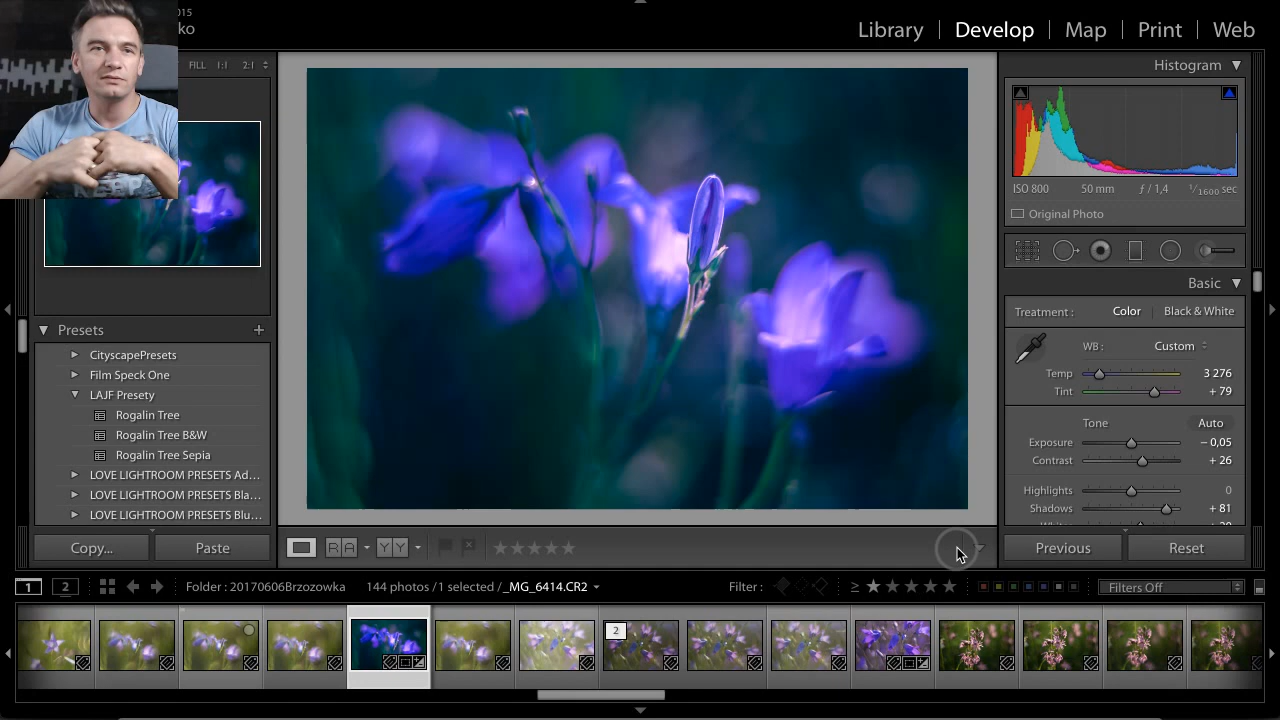 015
ko
Library | Develop | Map | Print | Web
FILL 1:1 2:1
Histogram
ISO 800 50 mm ƒ / 1,4 1/1600 sec
Original Photo
Basic
Treatment : Color Black & White
WB : Custom
Temp 3 276
Tint + 79
Tone Auto
Exposure − 0,05
Contrast + 26
Highlights 0
Shadows + 81
Presets +
CityscapePresets
Film Speck One
LAJF Presety
Rogalin Tree
Rogalin Tree B&W
Rogalin Tree Sepia
LOVE LIGHTROOM PRESETS Ad...
LOVE LIGHTROOM PRESETS Bla...
LOVE LIGHTROOM PRESETS Blu...
Copy... Paste
R A Y Y
Previous Reset
1 2 Folder : 20170606Brzozowka 144 photos / 1 selected / _MG_6414.CR2 Filter : ≥ Filters Off
2